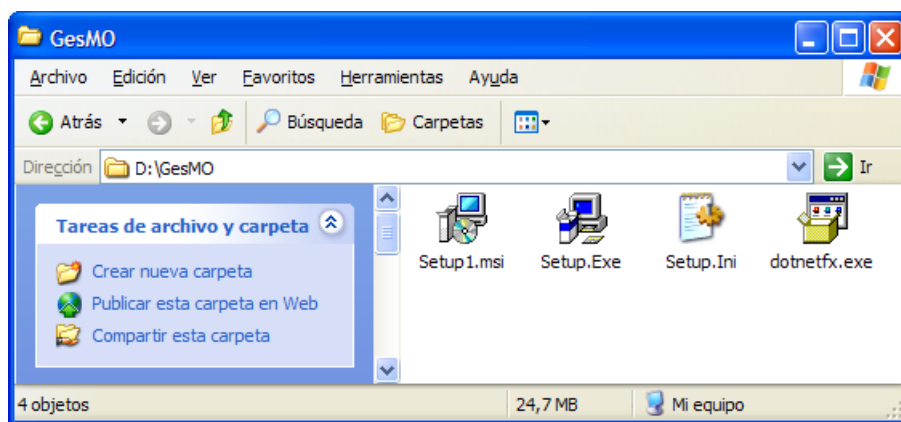 GesMO
Archivo Edición Ver Favoritos Herramientas Ayuda
Atrás Búsqueda Carpetas
Dirección D:\GesMO Ir
Tareas de archivo y carpeta
Crear nueva carpeta
Publicar esta carpeta en Web
Compartir esta carpeta
Setup1.msi Setup.Exe Setup.Ini dotnetfx.exe
4 objetos 24,7 MB Mi equipo